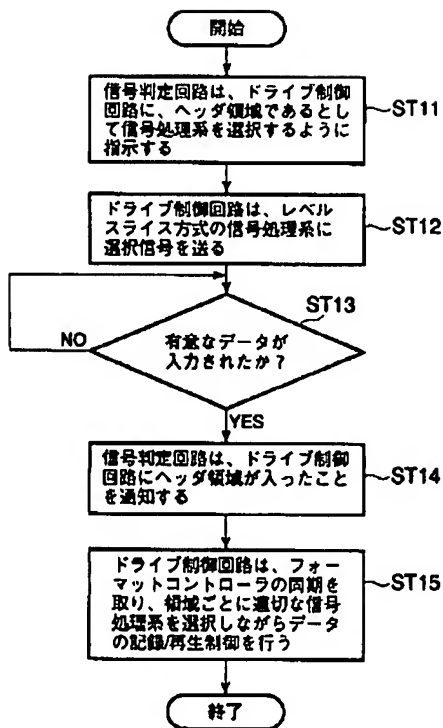 開始
信号判定回路は、ドライブ制御
回路に、ヘッダ領域であるとし
て信号処理系を選択するように
指示する
ST11
ドライブ制御回路は、レベル
スライス方式の信号処理系に
選択信号を送る
ST12
ST13
有意なデータが
入力されたか?
NO
YES
信号判定回路は、ドライブ制御
回路にヘッダ領域が入ったこと
を通知する
ST14
ドライブ制御回路は、フォー
マットコントローラの同期を
取り、領域ごとに適切な信号
処理系を選択しながらデータ
の記録/再生制御を行う
ST15
終了